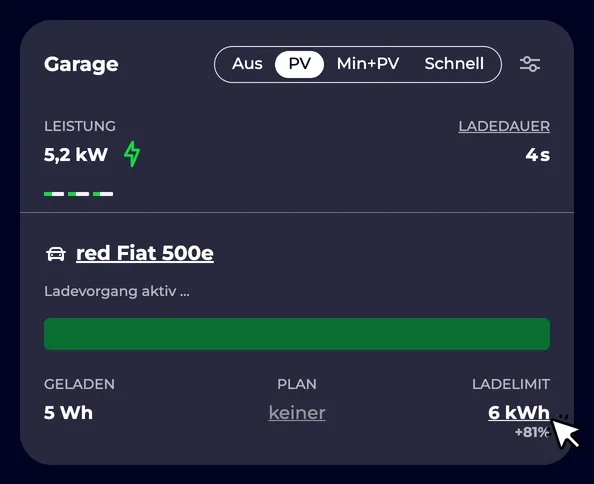 Garage Aus PV Min+PV Schnell
LEISTUNG LADEDAUER
5,2 kW 4 s
red Fiat 500e
Ladevorgang aktiv ...
GELADEN PLAN LADELIMIT
5 Wh keiner 6 kWh
+81%